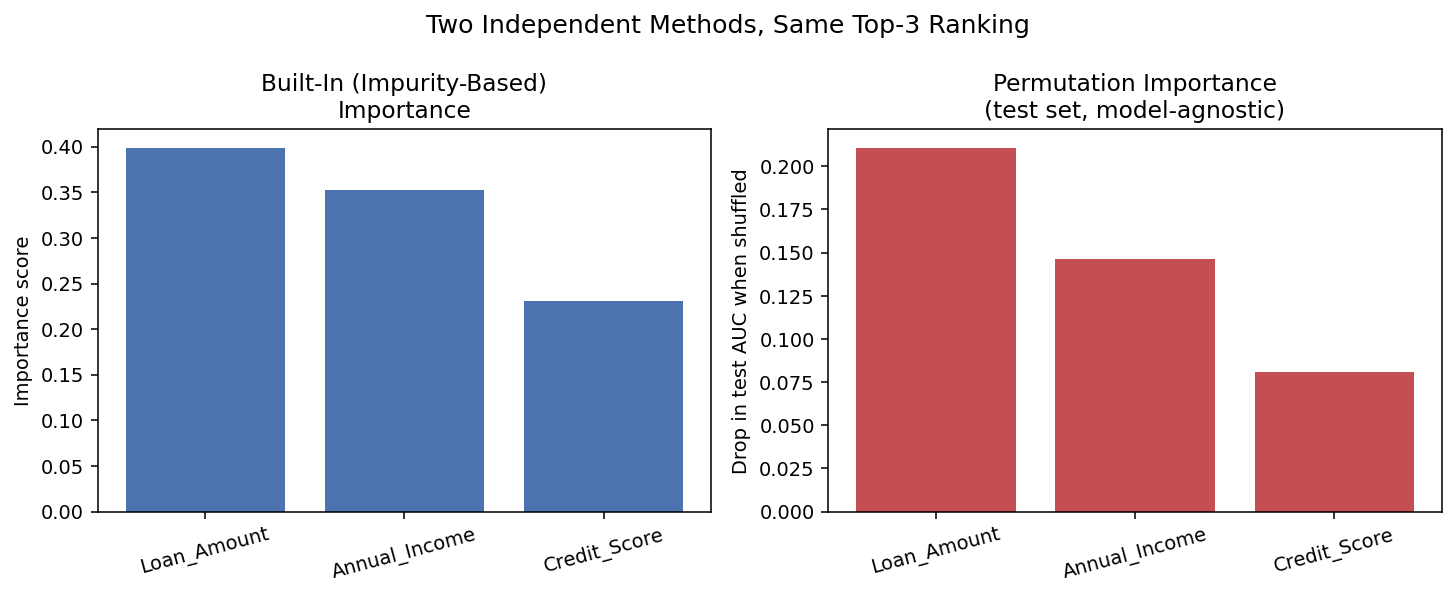 Two Independent Methods, Same Top-3 Ranking
Built-In (Impurity-Based)
Importance
Importance score
0.40
0.35
0.30
0.25
0.20
0.15
0.10
0.05
0.00
Loan_Amount
Annual_Income
Credit_Score
Permutation Importance
(test set, model-agnostic)
Drop in test AUC when shuffled
0.200
0.175
0.150
0.125
0.100
0.075
0.050
0.025
0.000
Loan_Amount
Annual_Income
Credit_Score